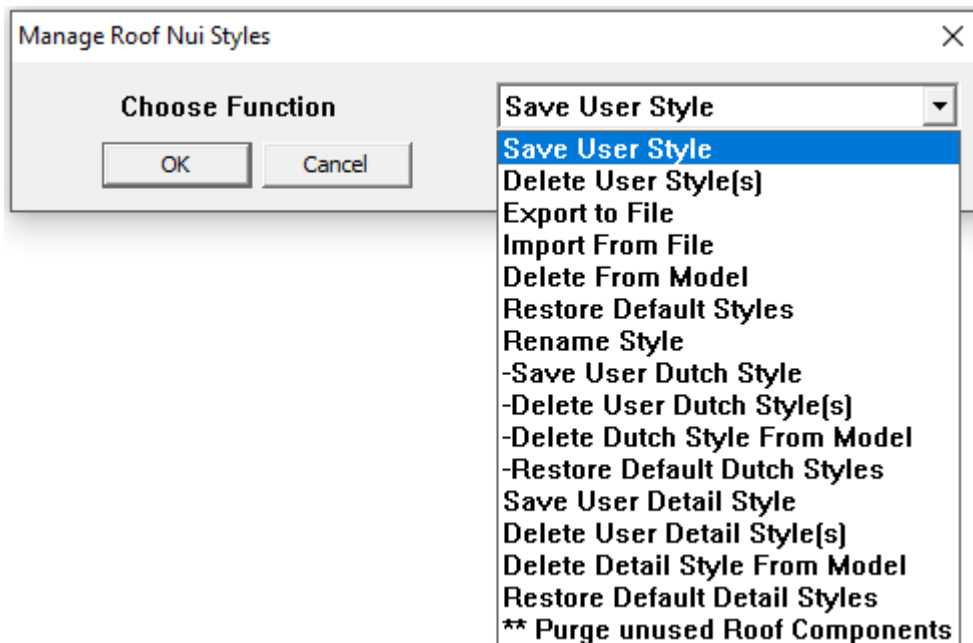 Manage Roof Nui Styles
Choose Function
Save User Style
OK
Cancel
Save User Style
Delete User Style(s)
Export to File
Import From File
Delete From Model
Restore Default Styles
Rename Style
-Save User Dutch Style
-Delete User Dutch Style(s)
-Delete Dutch Style From Model
-Restore Default Dutch Styles
Save User Detail Style
Delete User Detail Style(s)
Delete Detail Style From Model
Restore Default Detail Styles
** Purge unused Roof Components